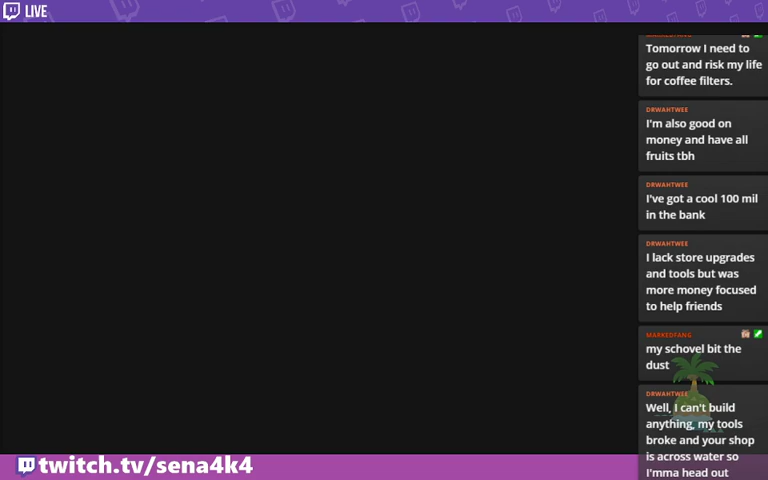 LIVE
MARKEDFANG
Tomorrow I need to
go out and risk my life
for coffee filters.
DRWAHTWEE
I'm also good on
money and have all
fruits tbh
DRWAHTWEE
I've got a cool 100 mil
in the bank
DRWAHTWEE
I lack store upgrades
and tools but was
more money focused
to help friends
MARKEDFANG
my schovel bit the
dust
DRWAHTWEE
Well, I can't build
anything, my tools
broke and your shop
is across water so
I'mma head out
twitch.tv/sena4k4